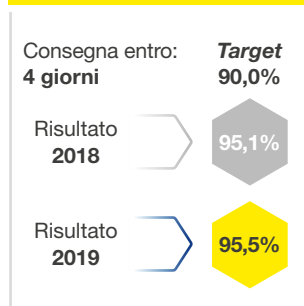 Consegna entro: Target
4 giorni 90,0%
Risultato
2018
95,1%
Risultato
2019
95,5%